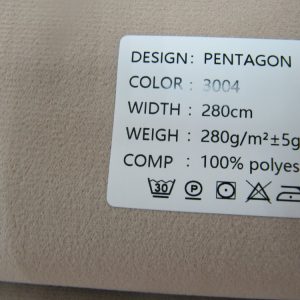 DESIGN: PENTAGON
COLOR : 3004
WIDTH : 280cm
WEIGH : 280g/m²±5g
COMP : 100% polyes
30 P